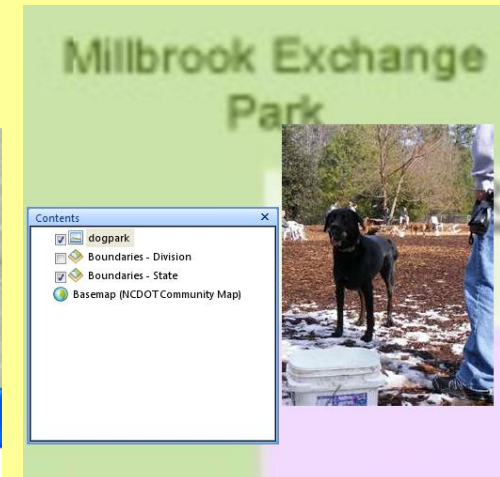 Millbrook Exchange
Park
Contents
dogpark
Boundaries - Division
Boundaries - State
Basemap (NCDOT Community Map)